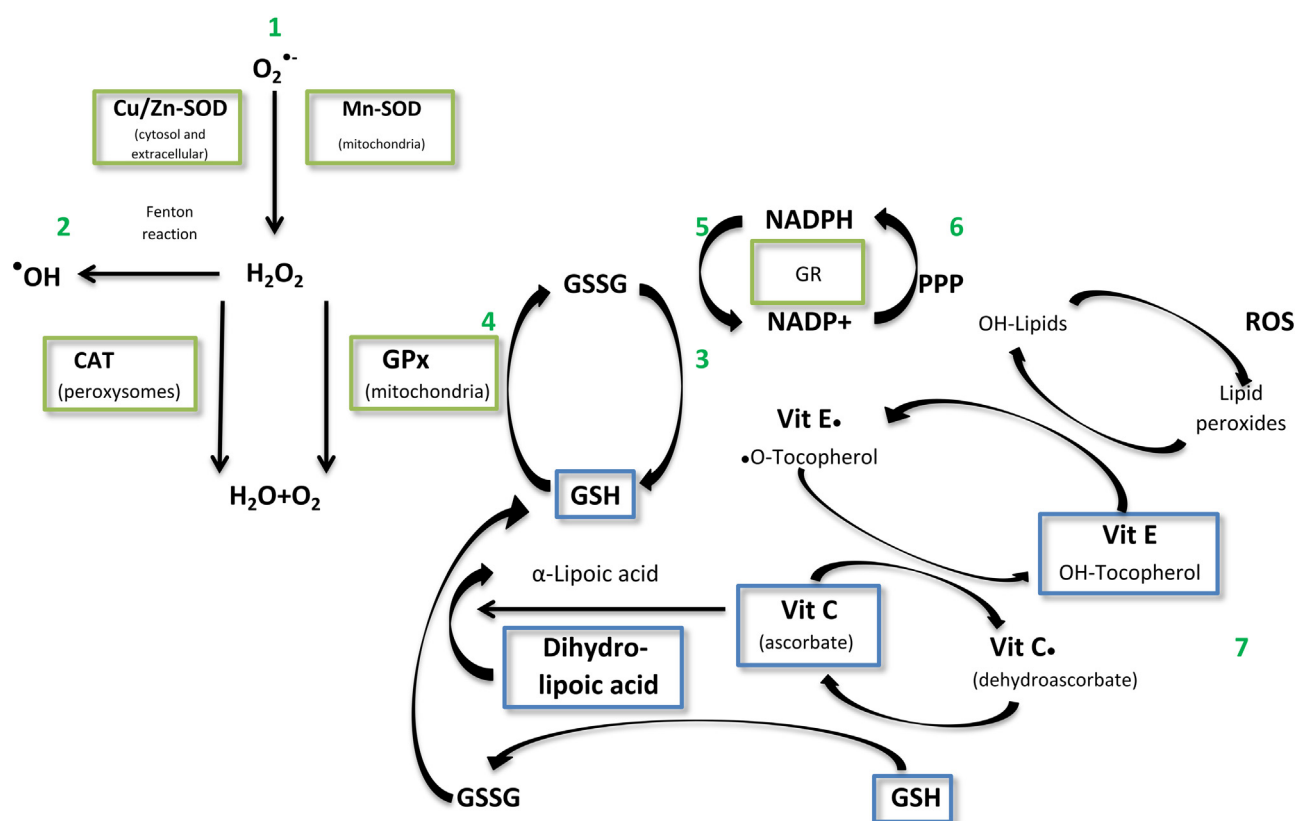 1
O₂•-
Cu/Zn-SOD
(cytosol and
extracellular)
Mn-SOD
(mitochondria)
2
Fenton
reaction
•OH
H₂O₂
CAT
(peroxysomes)
4
GPx
(mitochondria)
H₂O+O₂
GSSG
3
GSH
5
NADPH
6
GR
PPP
NADP+
OH-Lipids
ROS
Lipid
peroxides
Vit E•
•O-Tocopherol
Vit E
OH-Tocopherol
α-Lipoic acid
Dihydro-
lipoic acid
Vit C
(ascorbate)
Vit C•
(dehydroascorbate)
7
GSSG
GSH